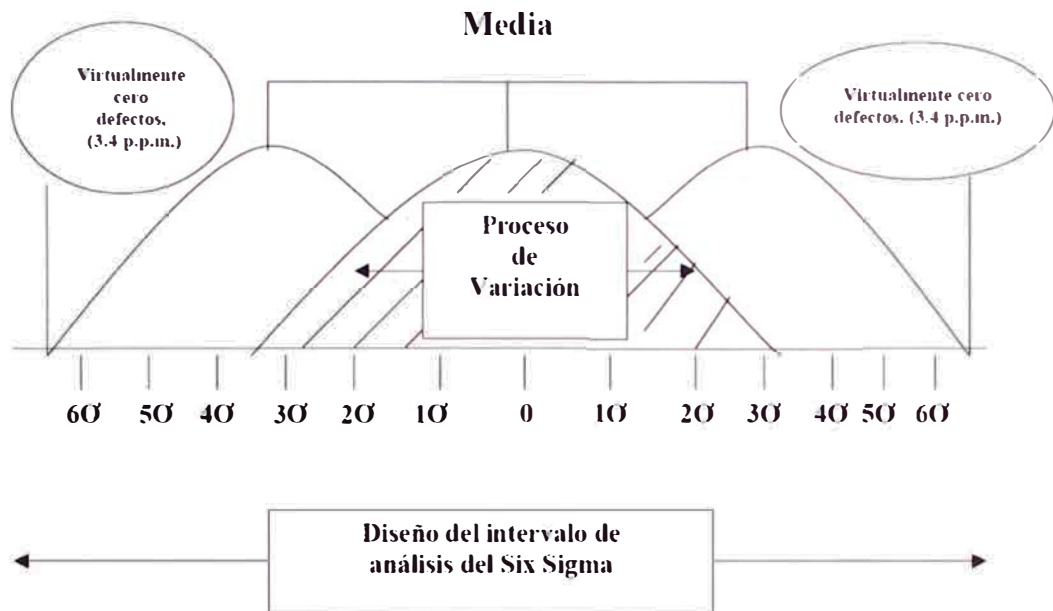 Media
Virtualmente
cero
defectos,
(3.4 p.p.m.)
Virtualmente cero
defectos. (3.4 p.p.m.)
Proceso
de
Variación
6σ 5σ 4σ 3σ 2σ 1σ 0 1σ 2σ 3σ 4σ 5σ 6σ
Diseño del intervalo de
análisis del Six Sigma